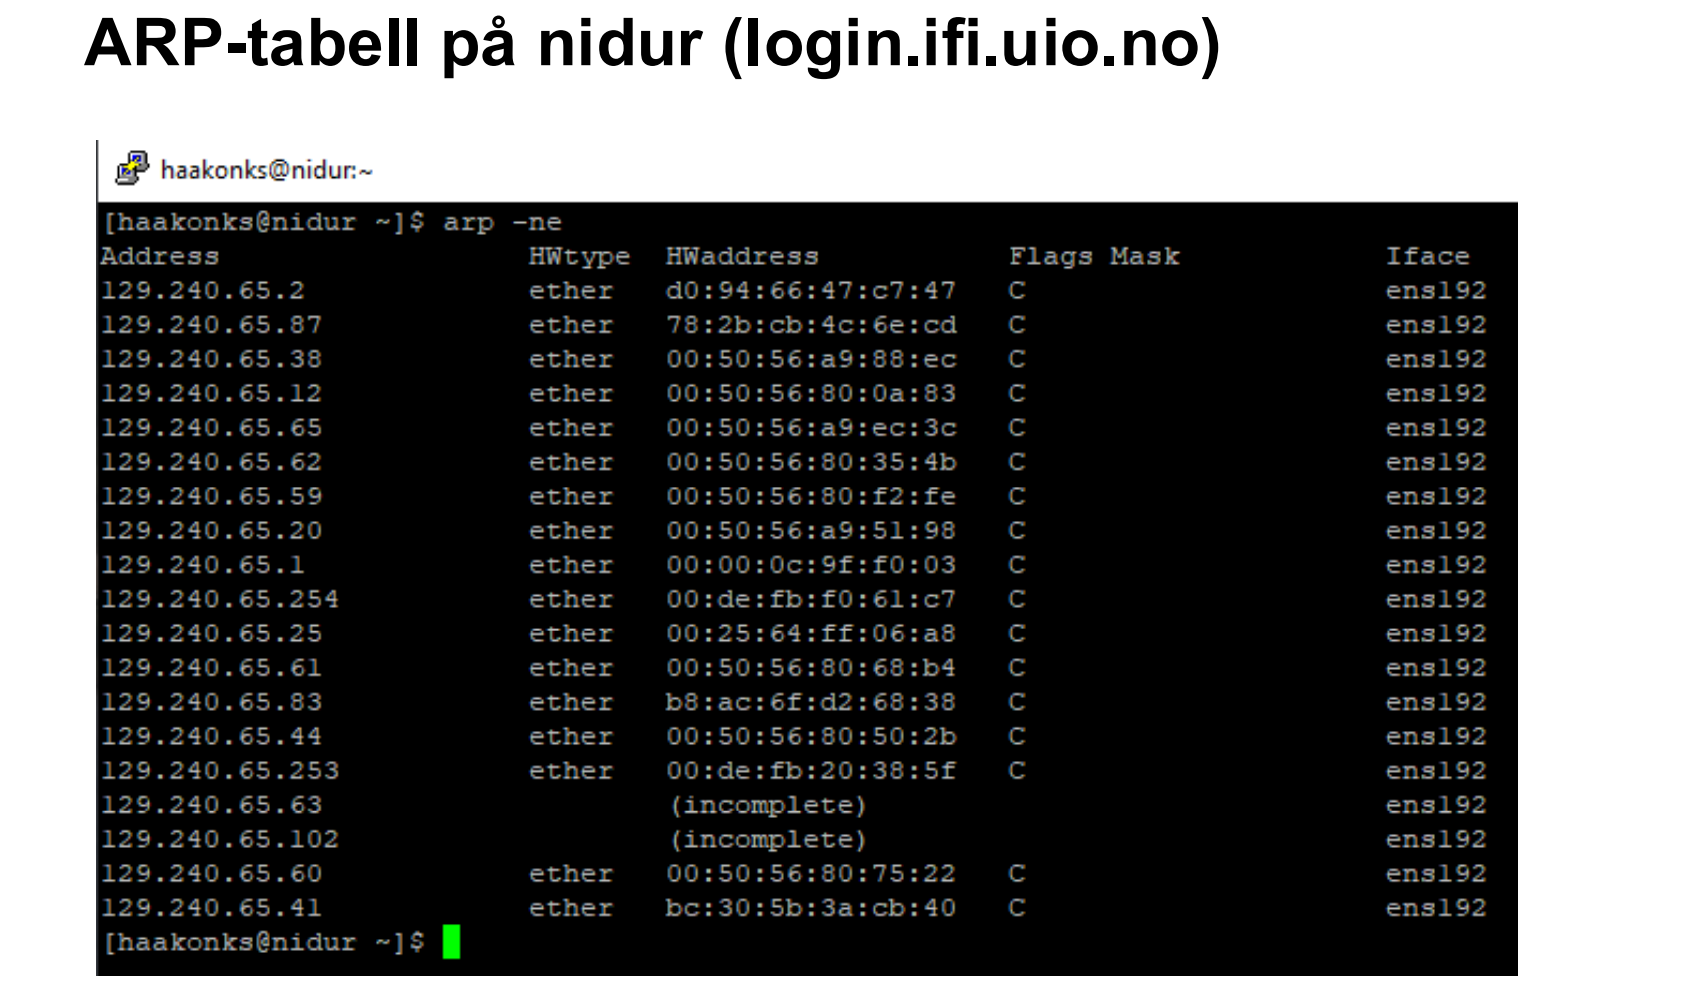 ARP-tabell på nidur (login.ifi.uio.no)
haakonks@nidur:~
[haakonks@nidur ~]$ arp -ne
Address HWtype HWaddress Flags Mask Iface
129.240.65.2 ether d0:94:66:47:c7:47 C ens192
129.240.65.87 ether 78:2b:cb:4c:6e:cd C ens192
129.240.65.38 ether 00:50:56:a9:88:ec C ens192
129.240.65.12 ether 00:50:56:80:0a:83 C ens192
129.240.65.65 ether 00:50:56:a9:ec:3c C ens192
129.240.65.62 ether 00:50:56:80:35:4b C ens192
129.240.65.59 ether 00:50:56:80:f2:fe C ens192
129.240.65.20 ether 00:50:56:a9:51:98 C ens192
129.240.65.1 ether 00:00:0c:9f:f0:03 C ens192
129.240.65.254 ether 00:de:fb:f0:61:c7 C ens192
129.240.65.25 ether 00:25:64:ff:06:a8 C ens192
129.240.65.61 ether 00:50:56:80:68:b4 C ens192
129.240.65.83 ether b8:ac:6f:d2:68:38 C ens192
129.240.65.44 ether 00:50:56:80:50:2b C ens192
129.240.65.253 ether 00:de:fb:20:38:5f C ens192
129.240.65.63 (incomplete) ens192
129.240.65.102 (incomplete) ens192
129.240.65.60 ether 00:50:56:80:75:22 C ens192
129.240.65.41 ether bc:30:5b:3a:cb:40 C ens192
[haakonks@nidur ~]$